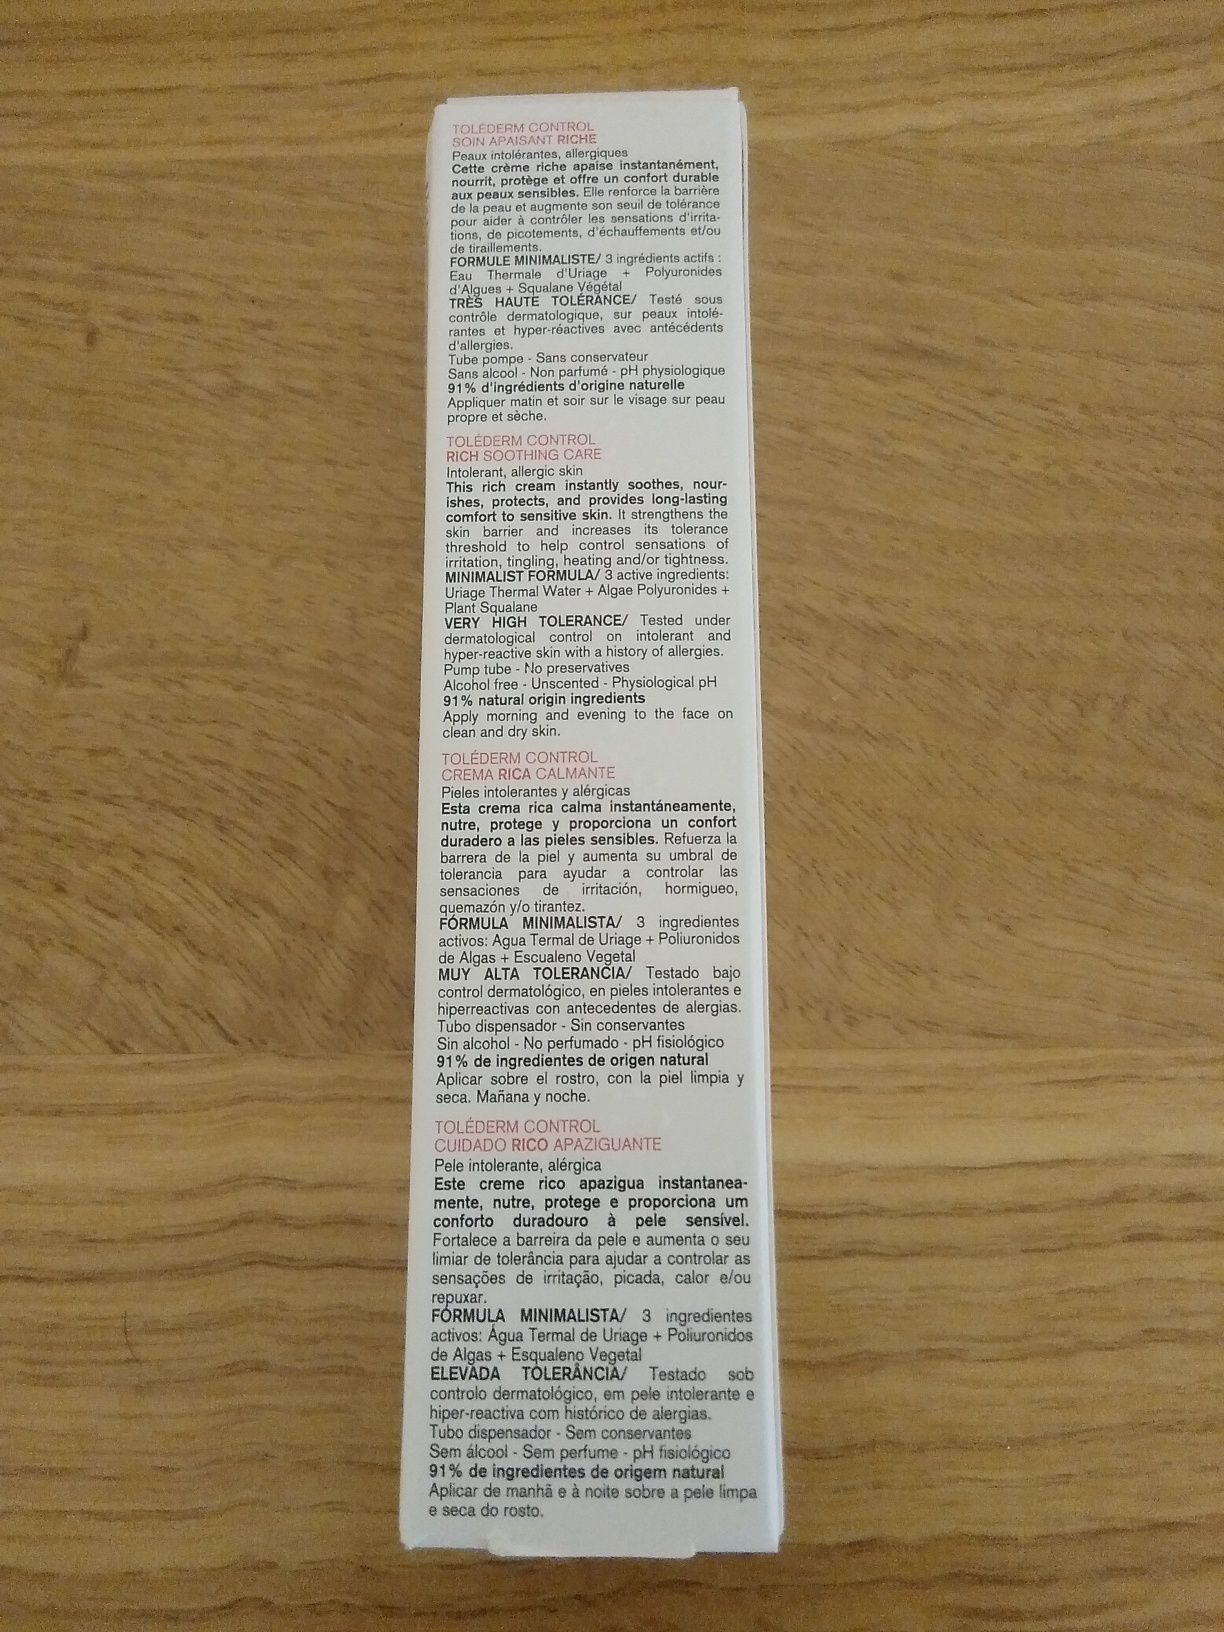 TOLÉDERM CONTROL
SOIN APAISANT RICHE
Peaux intolérantes, allergiques
Cette crème riche apaise instantanément,
nourrit, protège et offre un confort durable
aux peaux sensibles. Elle renforce la barrière
de la peau et augmente son seuil de tolérance
pour aider à contrôler les sensations d'irrita-
tions, de picotements, d'échauffements et/ou
de tiraillements.
FORMULE MINIMALISTE/ 3 ingrédients actifs :
Eau Thermale d'Uriage + Polyuronides
d'Algues + Squalane Végétal
TRÈS HAUTE TOLÉRANCE/ Testé sous
contrôle dermatologique, sur peaux intolé-
rantes et hyper-réactives avec antécédents
d'allergies.
Tube pompe - Sans conservateur
Sans alcool - Non parfumé - pH physiologique
91% d'ingrédients d'origine naturelle
Appliquer matin et soir sur le visage sur peau
propre et sèche.
TOLÉDERM CONTROL
RICH SOOTHING CARE
Intolerant, allergic skin
This rich cream instantly soothes, nour-
ishes, protects, and provides long-lasting
comfort to sensitive skin. It strengthens the
skin barrier and increases its tolerance
threshold to help control sensations of
irritation, tingling, heating and/or tightness.
MINIMALIST FORMULA/ 3 active ingredients:
Uriage Thermal Water + Algae Polyuronides +
Plant Squalane
VERY HIGH TOLERANCE/ Tested under
dermatological control on intolerant and
hyper-reactive skin with a history of allergies.
Pump tube - No preservatives
Alcohol free - Unscented - Physiological pH
91% natural origin ingredients
Apply morning and evening to the face on
clean and dry skin.
TOLÉDERM CONTROL
CREMA RICA CALMANTE
Pieles intolerantes y alérgicas
Esta crema rica calma instantáneamente,
nutre, protege y proporciona un confort
duradero a las pieles sensibles. Refuerza la
barrera de la piel y aumenta su umbral de
tolerancia para ayudar a controlar las
sensaciones de irritación, hormigueo,
quemazón y/o tirantez.
FÓRMULA MINIMALISTA/ 3 ingredientes
activos: Agua Termal de Uriage + Poliuronidos
de Algas + Escualeno Vegetal
MUY ALTA TOLERANCIA/ Testado bajo
control dermatológico, en pieles intolerantes e
hiperreactivas con antecedentes de alergias.
Tubo dispensador - Sin conservantes
Sin alcohol - No perfumado - pH fisiológico
91% de ingredientes de origen natural
Aplicar sobre el rostro, con la piel limpia y
seca. Mañana y noche.
TOLÉDERM CONTROL
CUIDADO RICO APAZIGUANTE
Pele intolerante, alérgica
Este creme rico apazigua instantanea-
mente, nutre, protege e proporciona um
conforto duradouro à pele sensível.
Fortalece a barreira da pele e aumenta o seu
limiar de tolerância para ajudar a controlar as
sensações de irritação, picada, calor e/ou
repuxar.
FÓRMULA MINIMALISTA/ 3 ingredientes
activos: Água Termal de Uriage + Poliuronidos
de Algas + Esqualeno Vegetal
ELEVADA TOLERÂNCIA/ Testado sob
controlo dermatológico, em pele intolerante e
hiper-reactiva com histórico de alergias.
Tubo dispensador - Sem conservantes
Sem álcool - Sem perfume - pH fisiológico
91% de ingredientes de origem natural
Aplicar de manhã e à noite sobre a pele limpa
e seca do rosto.